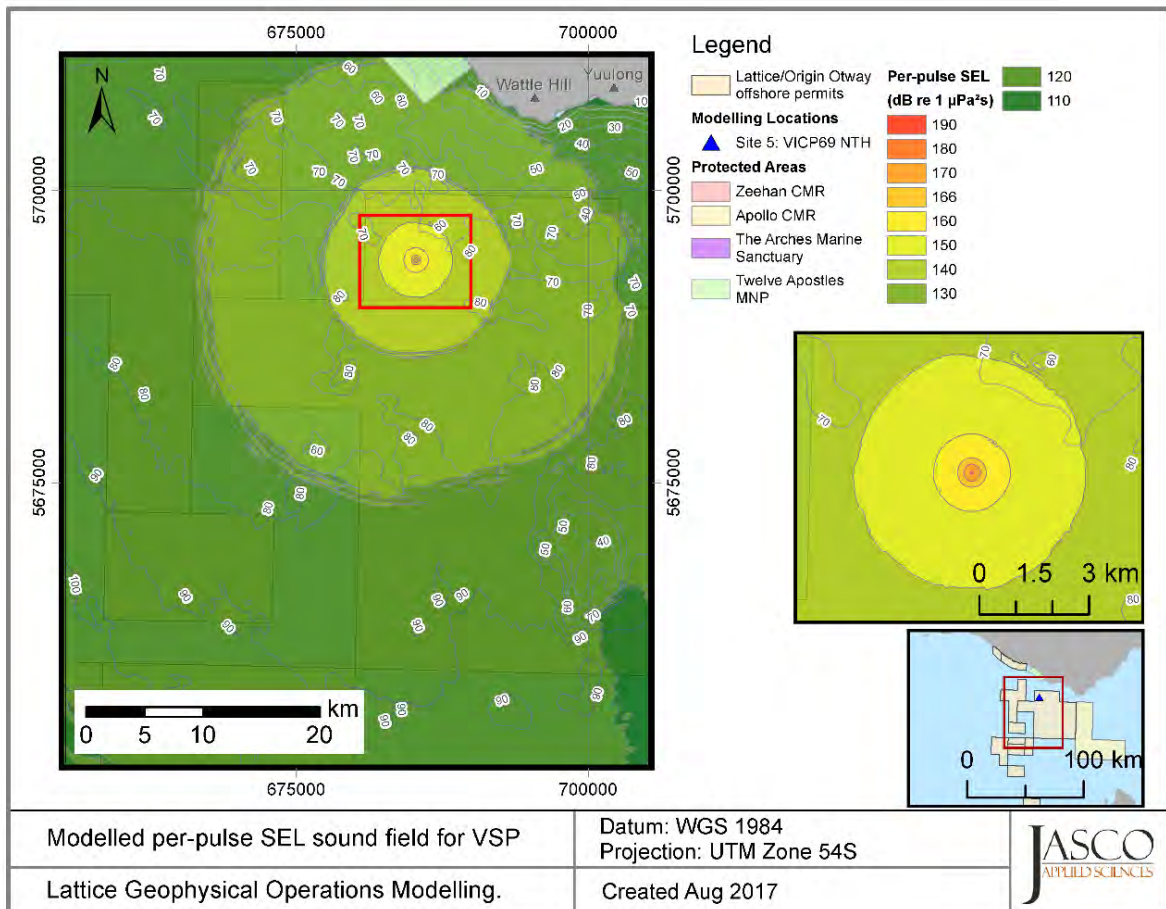 675000
700000
N
Wattle Hill
Yuulong
5700000
5675000
5700000
5675000
km
0 5 10 20
675000
700000
Legend
Lattice/Origin Otway
offshore permits
Modelling Locations
Site 5: VICP69 NTH
Protected Areas
Zeehan CMR
Apollo CMR
The Arches Marine
Sanctuary
Twelve Apostles
MNP
Per-pulse SEL
(dB re 1 µPa²s)
190
180
170
166
160
150
140
130
120
110
70
60
70
80
0 1.5 3 km
80
0 100 km
Modelled per-pulse SEL sound field for VSP
Datum: WGS 1984
Projection: UTM Zone 54S
Lattice Geophysical Operations Modelling.
Created Aug 2017
JASCO
APPLIED SCIENCES